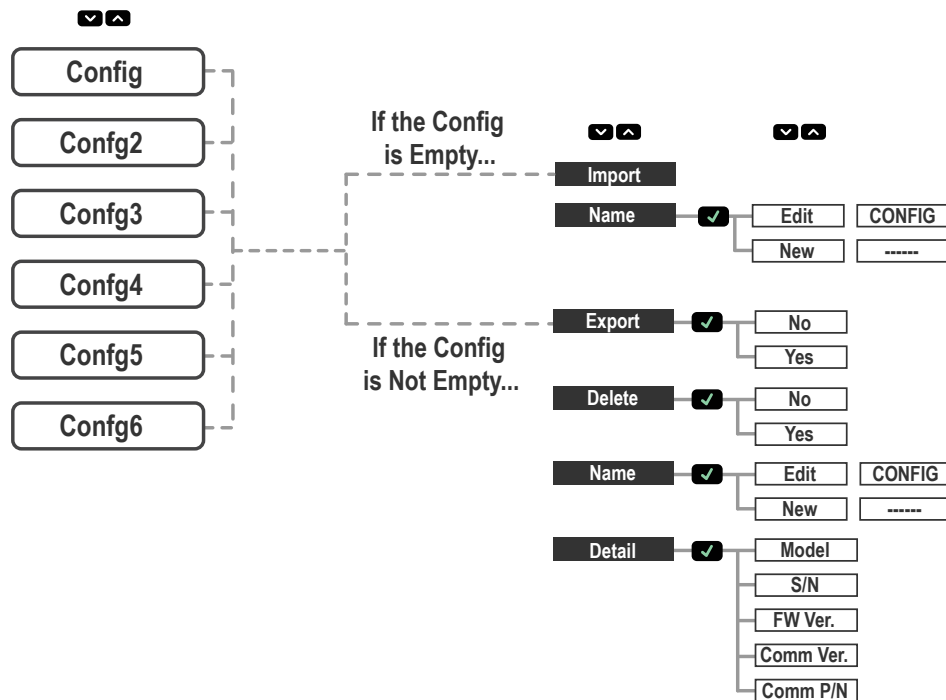 Config
Confg2
Confg3
Confg4
Confg5
Confg6
If the Config
is Empty...
Import
Name
Edit
CONFIG
New
------
If the Config
is Not Empty...
Export
No
Yes
Delete
No
Yes
Name
Edit
CONFIG
New
------
Detail
Model
S/N
FW Ver.
Comm Ver.
Comm P/N